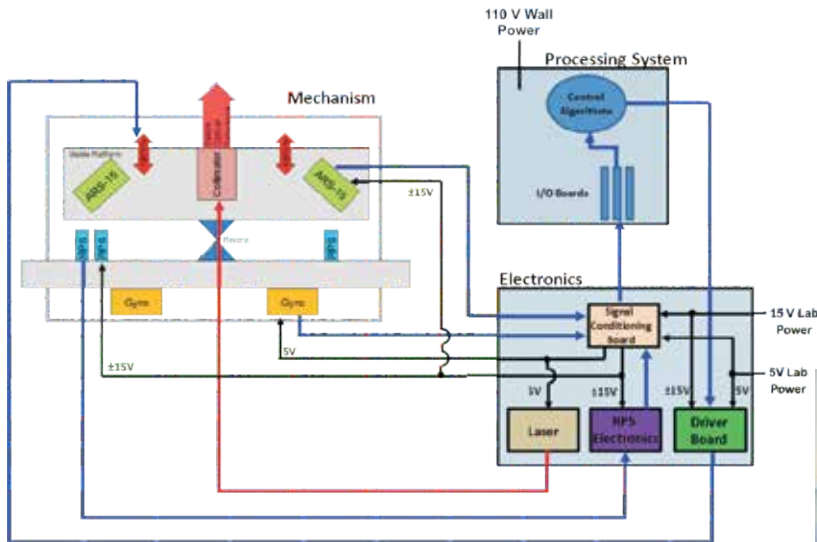 110 V Wall
Power
Processing System
Control
Algorithms
I/O Boards
Mechanism
Stable Platform
ARS-15
Collimator
ARS-15
±15V
Flexure
Gyro
Gyro
5V
±15V
Electronics
Signal
Conditioning
Board
15 V Lab
Power
5V Lab
Power
5V
±15V
±15V
5V
Laser
Electronics
Driver
Board